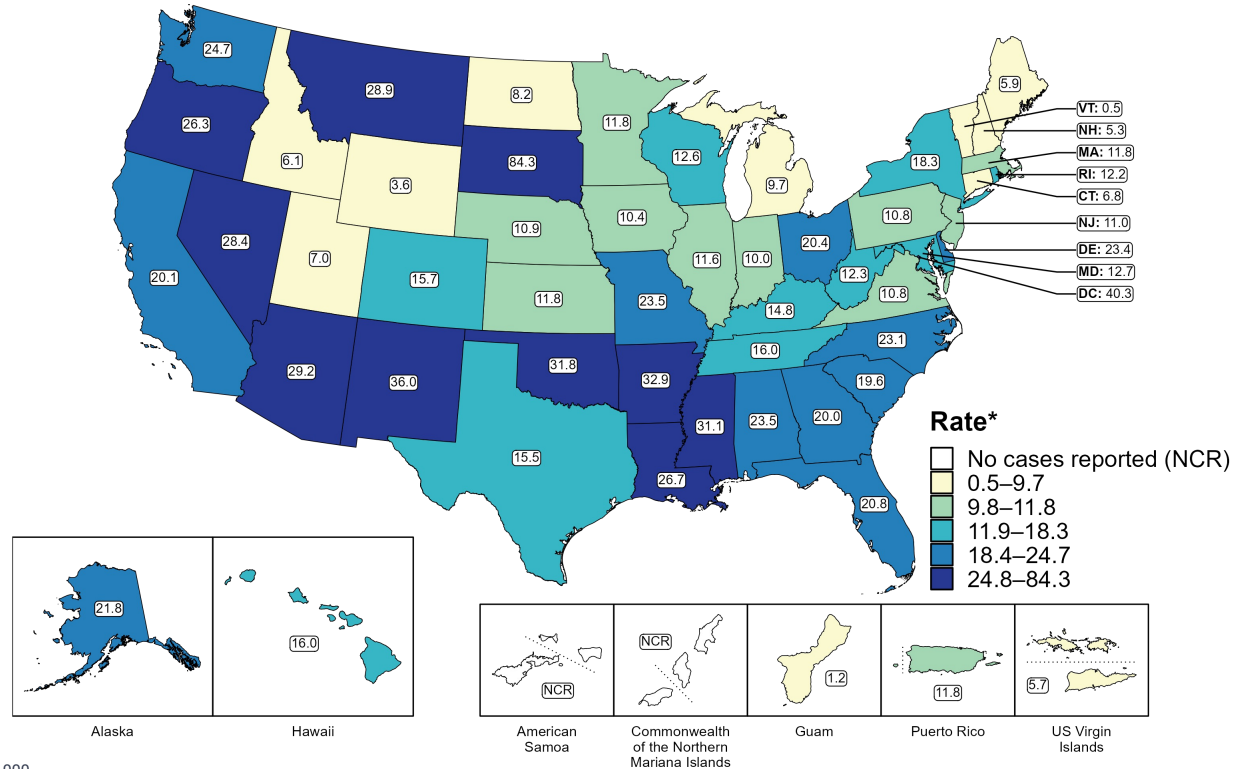 24.7
28.9
8.2
5.9
VT: 0.5
11.8
26.3
NH: 5.3
MA: 11.8
12.6
84.3
18.3
6.1
RI: 12.2
3.6
9.7
CT: 6.8
10.4
10.8
NJ: 11.0
10.9
28.4
20.4
DE: 23.4
7.0
11.6
10.0
MD: 12.7
20.1
15.7
12.3
DC: 40.3
10.8
11.8
23.5
14.8
23.1
16.0
31.8
29.2
36.0
32.9
19.6
20.0
31.1
23.5
Rate*
15.5
No cases reported (NCR)
26.7
0.5–9.7
20.8
9.8–11.8
11.9–18.3
18.4–24.7
24.8–84.3
21.8
16.0
NCR
NCR
1.2
11.8
5.7
Alaska
Hawaii
American
Samoa
Commonwealth
of the Northern
Mariana Islands
Guam
Puerto Rico
US Virgin
Islands